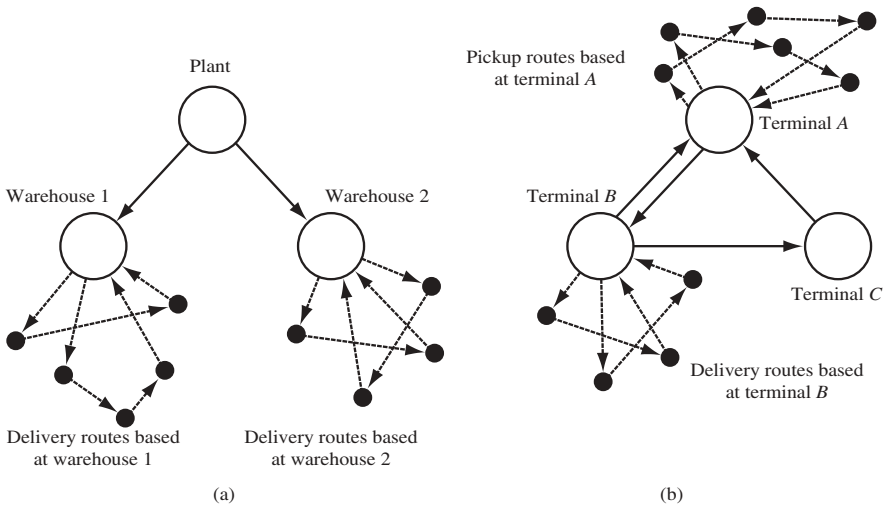 Plant
Warehouse 1
Warehouse 2
Delivery routes based
at warehouse 1
Delivery routes based
at warehouse 2
(a)
Pickup routes based
at terminal A
Terminal A
Terminal B
Terminal C
Delivery routes based
at terminal B
(b)